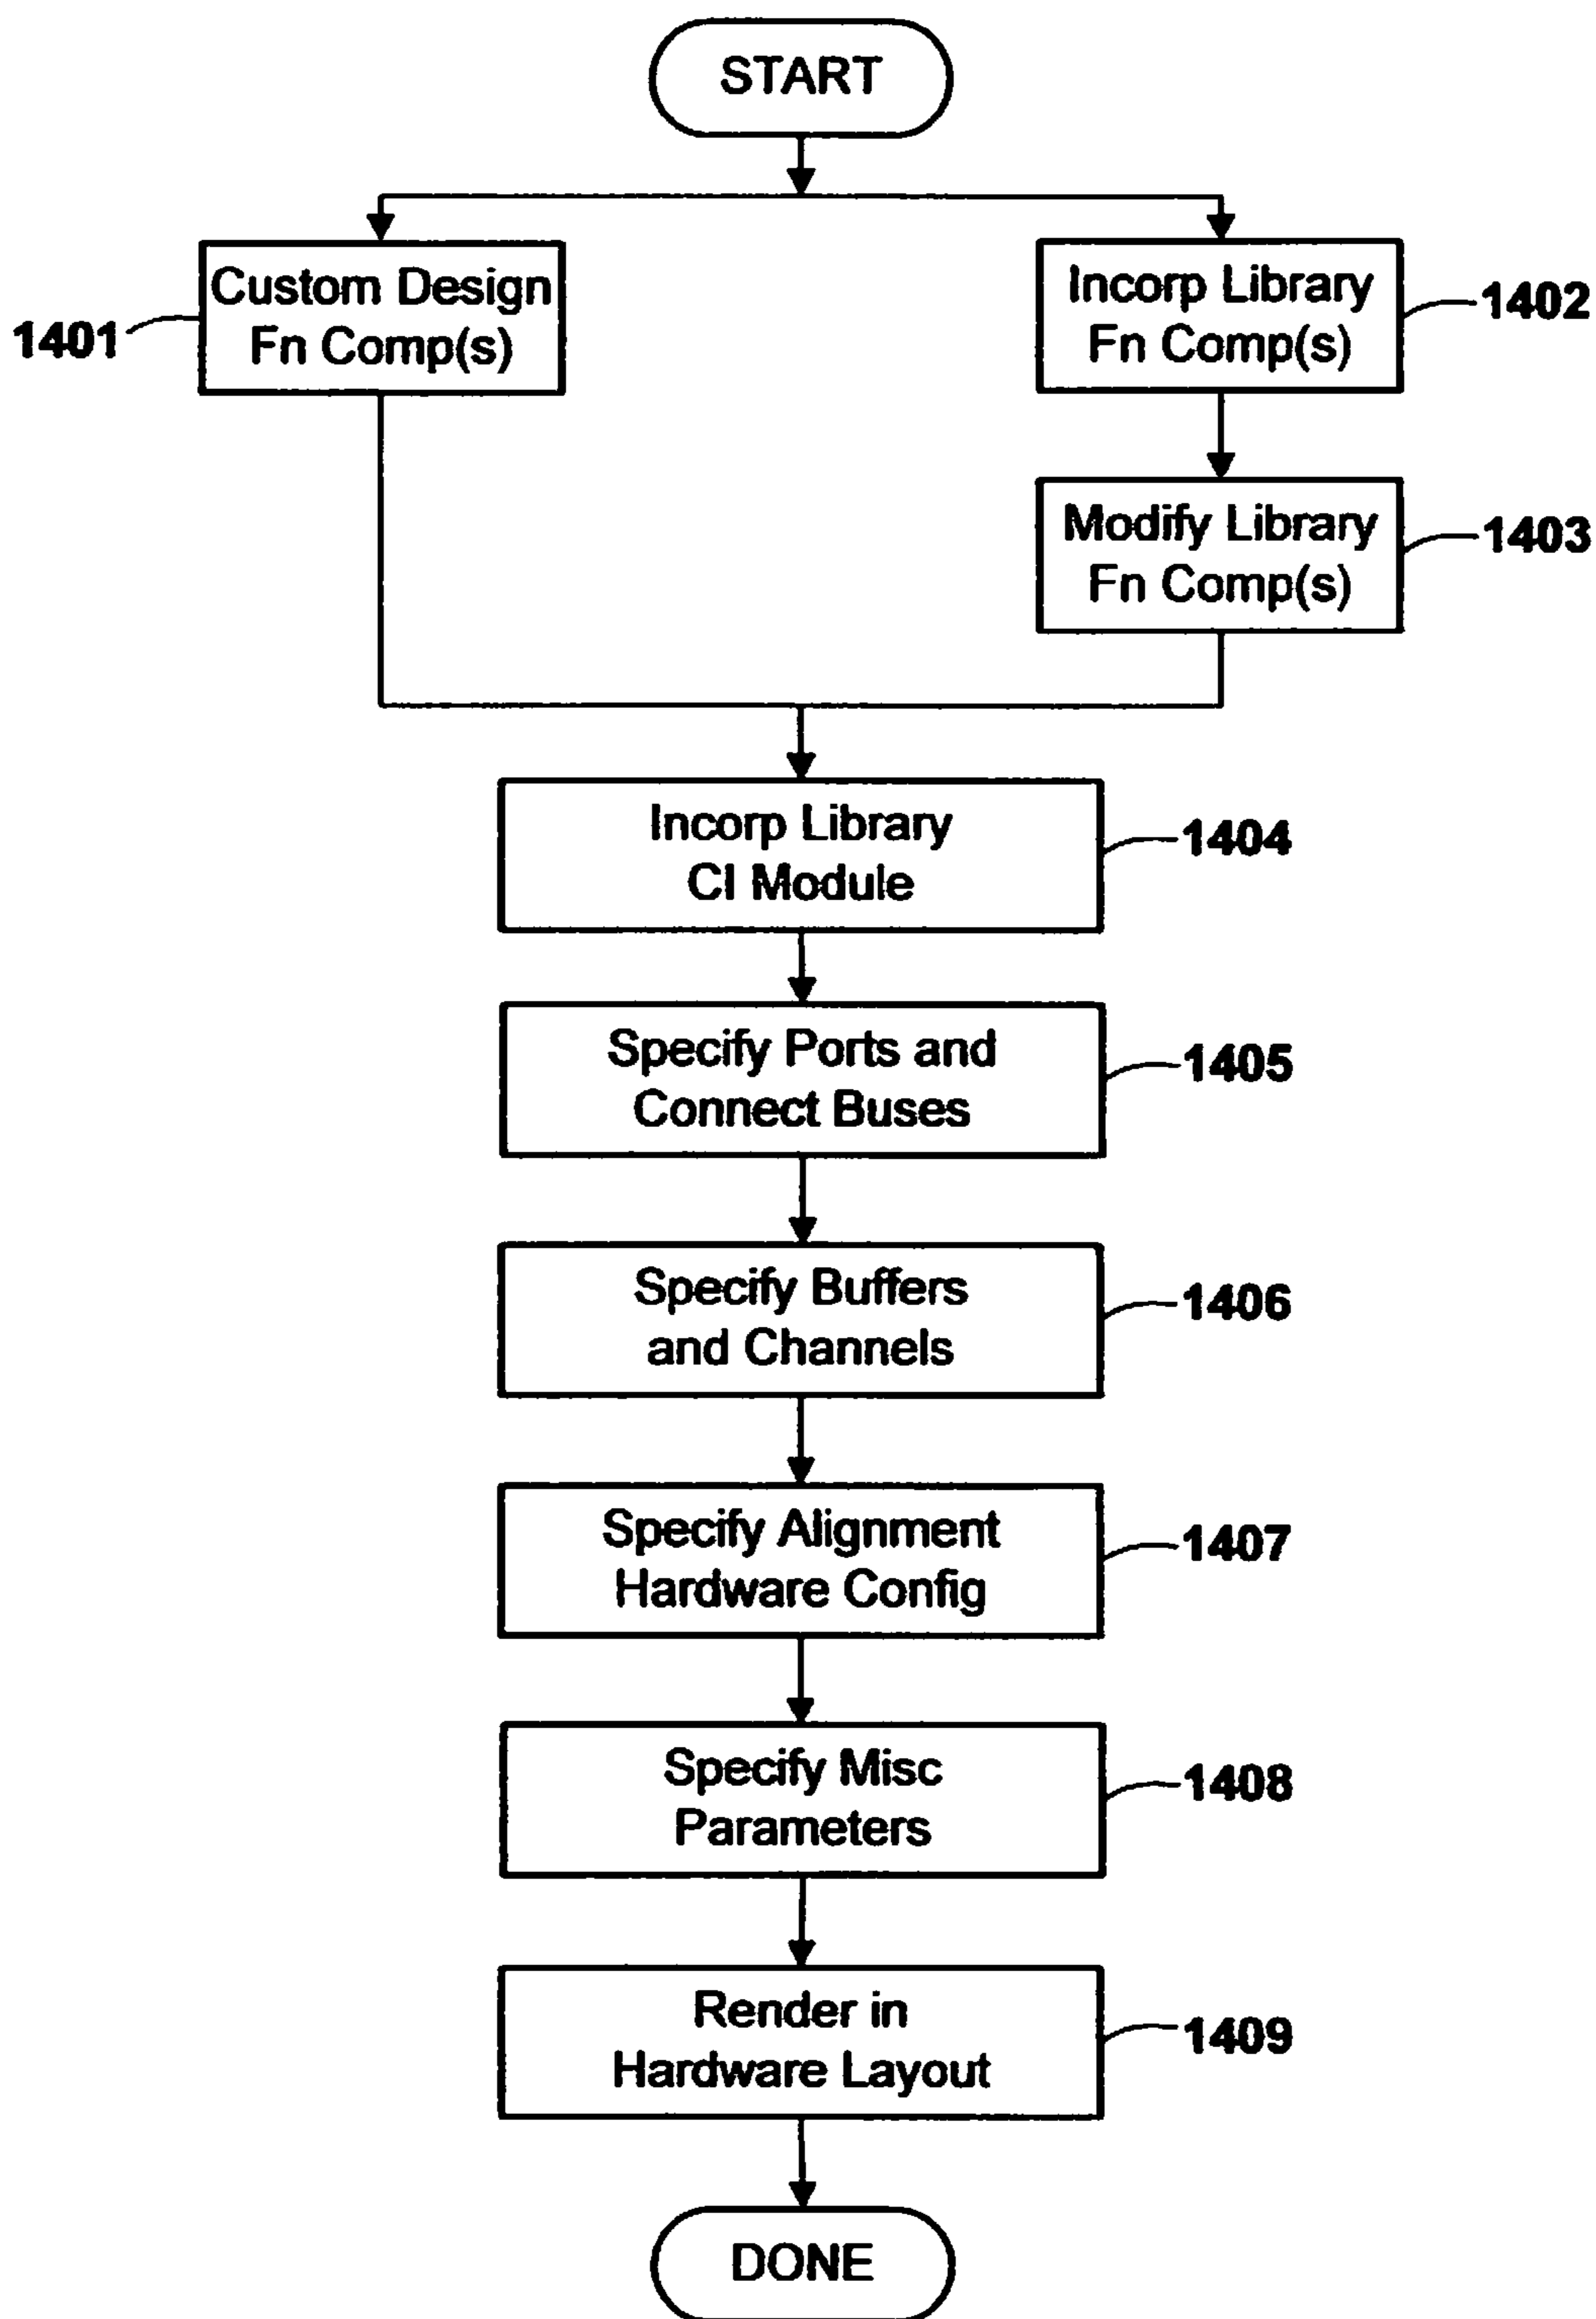 START
Custom Design
Fn Comp(s)
1401
Incorp Library
Fn Comp(s)
1402
Modify Library
Fn Comp(s)
1403
Incorp Library
CI Module
1404
Specify Ports and
Connect Buses
1405
Specify Buffers
and Channels
1406
Specify Alignment
Hardware Config
1407
Specify Misc
Parameters
1408
Render in
Hardware Layout
1409
DONE